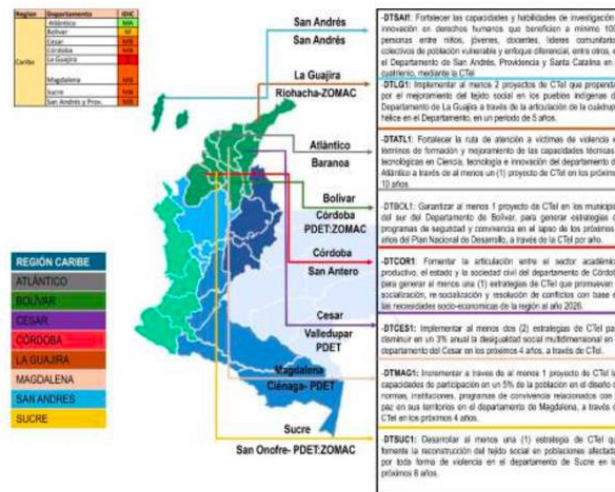 Region Departamento IDIC
Caribe
Atlántico MA
Bolívar M
Cesar MB
Córdoba MB
La Guajira
Magdalena MB
Sucre MB
San Andrés y Prov. MB
REGIÓN CARIBE
ATLÁNTICO
BOLÍVAR
CESAR
CÓRDOBA
LA GUAJIRA
MAGDALENA
SAN ANDRES
SUCRE
San Andrés
San Andrés
La Guajira
Riohacha-ZOMAC
Atlántico
Baranoa
Bolívar
Córdoba
PDET:ZOMAC
Córdoba
San Antero
Cesar
Valledupar
PDET
Magdalena
Ciénaga- PDET
Sucre
San Onofre- PDET:ZOMAC
-DTSAI1: Fortalecer las capacidades y habilidades de investigación
innovación en derechos humanos que beneficien a mínimo 100
personas entre niños, jóvenes, docentes, líderes comunitario
colectivos de población vulnerable y enfoque diferencial, entre otros, e
el Departamento de San Andrés, Providencia y Santa Catalina en
cuatrienio, mediante la CTeI
-DTLG1: Implementar al menos 2 proyectos de CTeI que propenda
por el mejoramiento del tejido social en los pueblos indígenas d
Departamento de La Guajira a través de la articulación de la cuádrup
hélice en el Departamento, en un período de 5 años.
-DTATL1: Fortalecer la ruta de atención a víctimas de violencia e
términos de formación y mejoramiento de las capacidades técnicas
tecnológicas en Ciencia, tecnología e innovación del departamento d
Atlántico a través de al menos un (1) proyecto de CTeI en los próximo
10 años.
-DTBOL1: Garantizar al menos 1 proyecto de CTeI en los municipio
del sur del Departamento de Bolívar, para generar estrategias
programas de seguridad y convivencia en el lapso de los próximos
años del Plan Nacional de Desarrollo, a través de la CTeI por año.
-DTCOR1: Fomentar la articulación entre el sector académic
productivo, el estado y la sociedad civil del departamento de Córdo
para generar al menos una (1) estrategias de CTeI que promuevan
socialización, re socialización y resolución de conflictos con base
las necesidades socio-economicas de la región al año 2026.
-DTCES1: Implementar al menos dos (2) estrategias de CTeI pa
disminuir en un 3% anual la desigualdad social multidimensional en
departamento del Cesar en los próximos 4 años, a través de CTeI.
-DTMAG1: Incrementar a través de al menos 1 proyecto de CTeI la
capacidades de participación en un 5% de la población en el diseño d
normas, instituciones, programas de convivencia relacionados con
paz en sus territorios en el departamento de Magdalena, a través d
CTeI en los próximos 4 años.
-DTSUC1: Desarrollar al menos una (1) estrategia de CTeI qu
fomente la reconstrucción del tejido social en poblaciones afectada
por toda forma de violencia en el departamento de Sucre en lo
próximos 8 años.